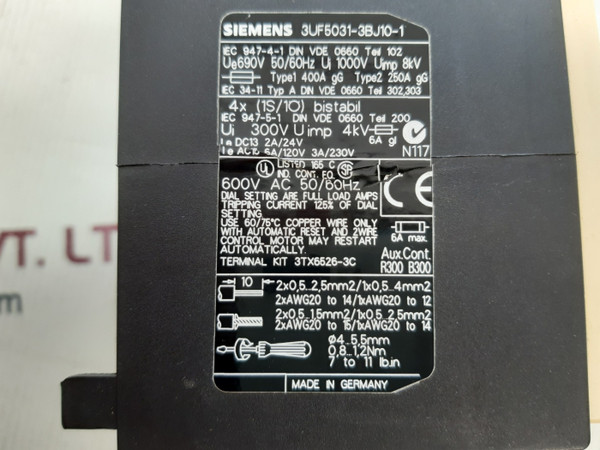 SIEMENS 3UF5031-3BJ10-1
IEC 947-4-1 DIN VDE 0660 Teil 102
Ue690V 50/60Hz Ui 1000V Uimp 8kV
Type1 400A gG Type2 250A gG
IEC 34-11 Typ A DIN VDE 0660 Teil 302,303
4x (1S/1Ö) bistabil
IEC 947-5-1 DIN VDE 0660 Teil 200
Ui 300V Uimp 4kV
6A gl
Ie DC13 2A/24V
Ie AC15 6A/120V 3A/230V
N117
UL LISTED 165 C SA
IND. CONT. EQ.
600V AC 50/60Hz
CE
DIAL SETTING ARE FULL LOAD AMPS
TRIPPING CURRENT 125% OF DIAL
SETTING
USE 60/75°C COPPER WIRE ONLY
WITH AUTOMATIC RESET AND 2WIRE
CONTROL MOTOR MAY RESTART
AUTOMATICALLY.
6A max.
Aux.Cont.
TERMINAL KIT 3TX6526-3C
R300 B300
10
2x0,5...2,5mm2/1x0,5...4mm2
2xAWG20 to 14/1xAWG20 to 12
2x0,5...1,5mm2/1x0,5...2,5mm2
2xAWG20 to 15/1xAWG20 to 14
Ø4...5,5mm
0,8...1,2Nm
7 to 11 lb.in
MADE IN GERMANY
VT. LT
m